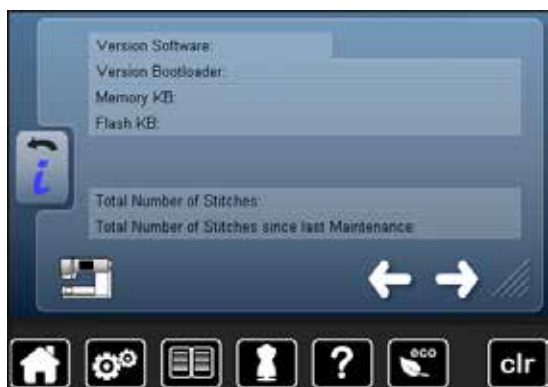 Version Software:
Version Bootloader:
Memory KB:
Flash KB:
i
Total Number of Stitches:
Total Number of Stitches since last Maintenance:
?
eco
clr